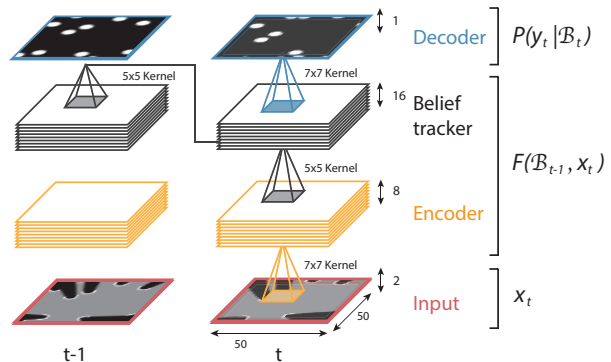 1
Decoder
P(y_t | ℬ_t)
5x5 Kernel
7x7 Kernel
16
Belief
tracker
F(ℬ_{t-1}, x_t)
5x5 Kernel
8
Encoder
7x7 Kernel
2
Input
x_t
50
50
t-1
t